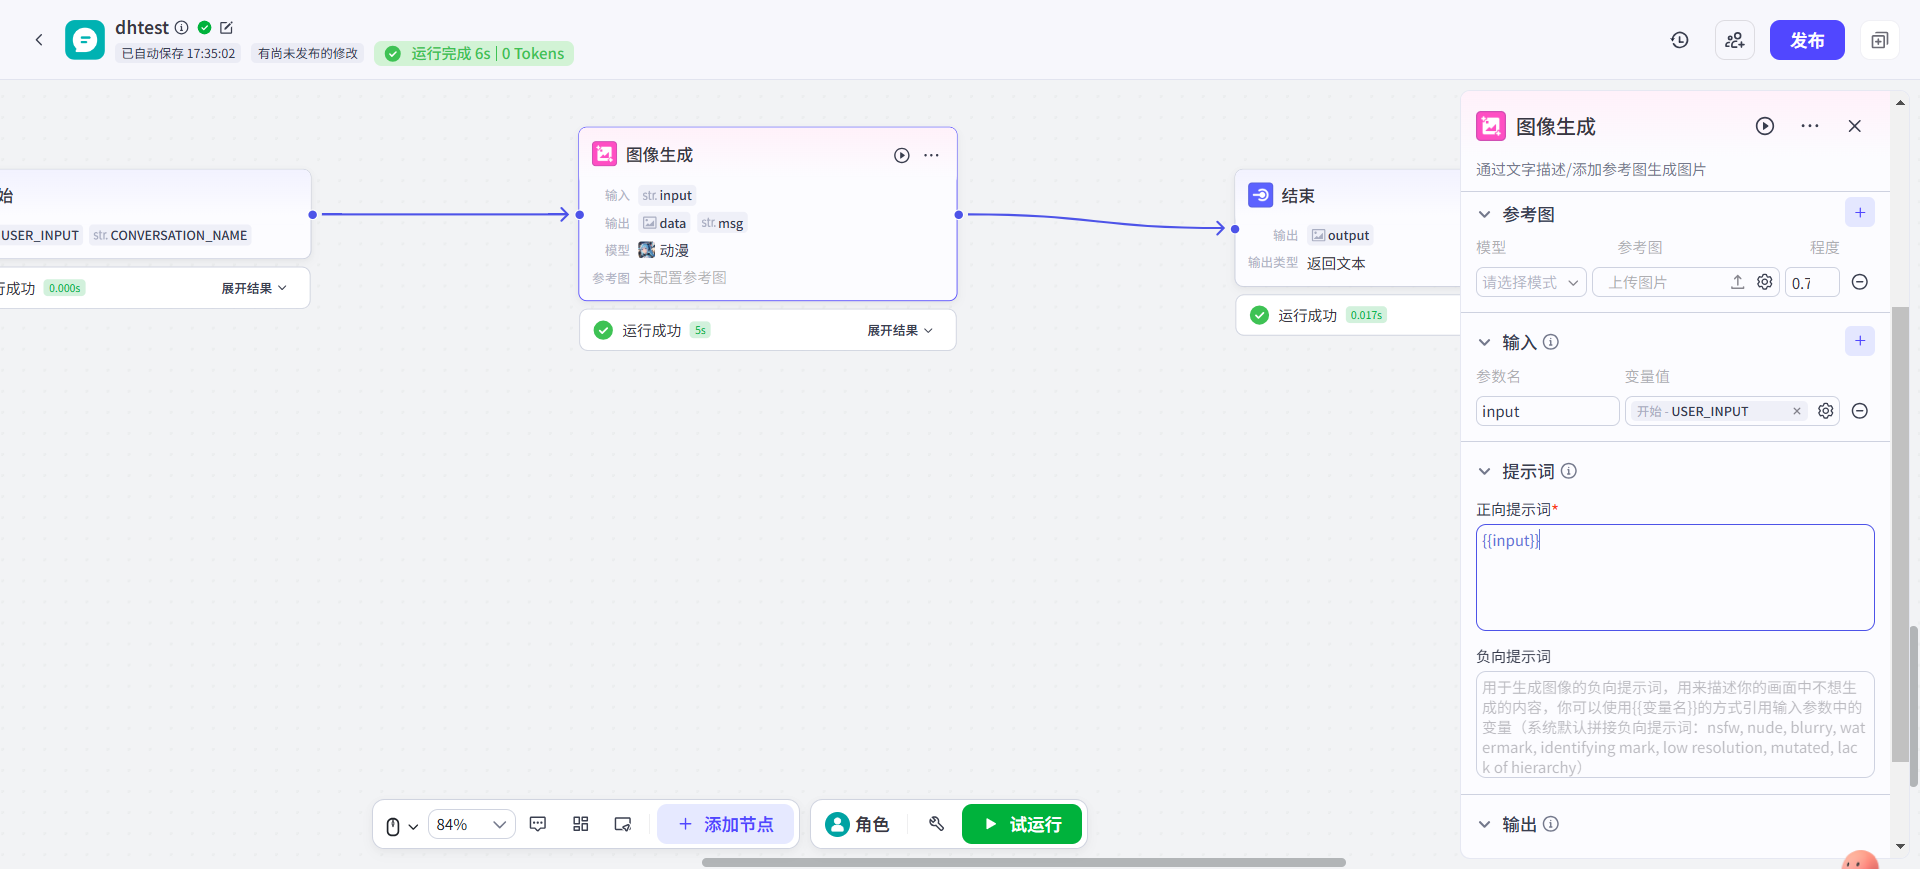 dhtest
已自动保存 17:35:02
有尚未发布的修改
运行完成 6s | 0 Tokens
发布
始
USER_INPUT
str. CONVERSATION_NAME
行成功
0.000s
展开结果
图像生成
输入
str. input
输出
data
str. msg
模型
动漫
参考图
未配置参考图
运行成功
5s
展开结果
结束
输出
output
输出类型
返回文本
运行成功
0.017s
图像生成
通过文字描述/添加参考图生成图片
参考图
模型
参考图
程度
请选择模式
上传图片
0.7
输入
参数名
变量值
input
开始 - USER_INPUT
提示词
正向提示词*
{{input}}
负向提示词
用于生成图像的负向提示词，用来描述你的画面中不想生
成的内容，你可以使用{{变量名}}的方式引用输入参数中的
变量（系统默认拼接负向提示词：nsfw, nude, blurry, wat
ermark, identifying mark, low resolution, mutated, lac
k of hierarchy）
输出
84%
添加节点
角色
试运行